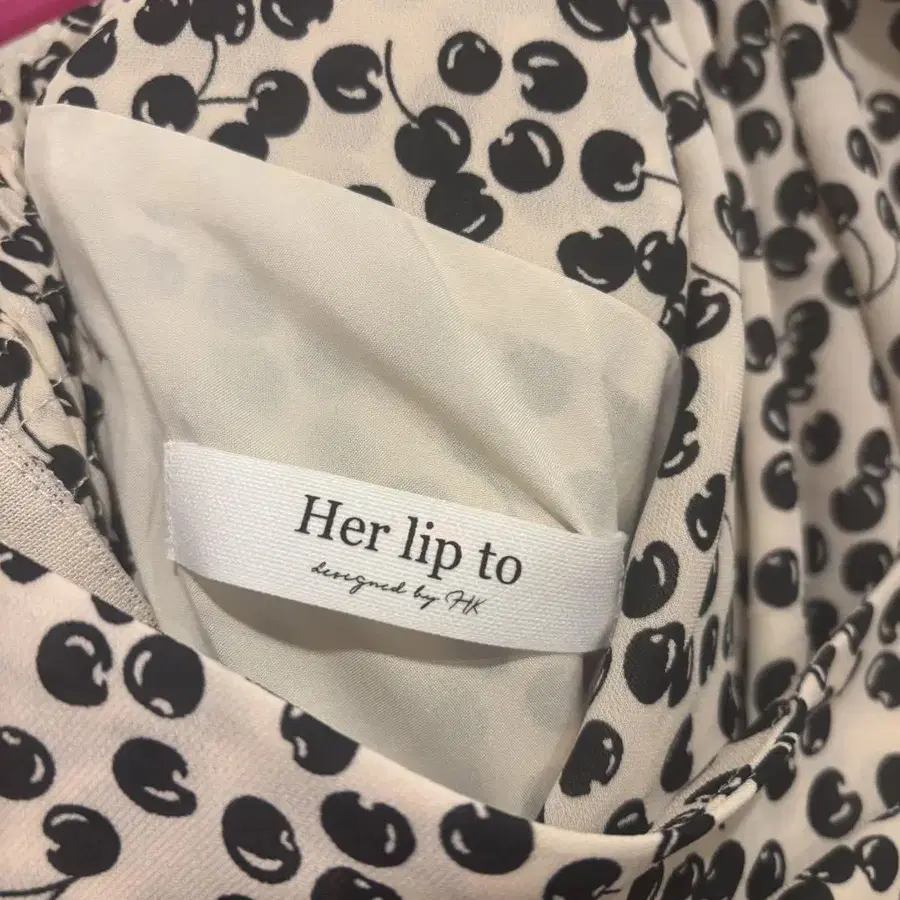 Her lip to
designed by HK